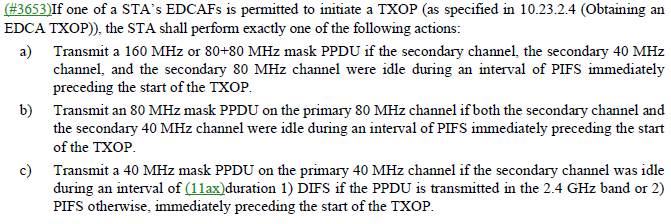 (#3653)If one of a STA's EDCAFs is permitted to initiate a TXOP (as specified in 10.23.2.4 (Obtaining an
EDCA TXOP)), the STA shall perform exactly one of the following actions:
a) Transmit a 160 MHz or 80+80 MHz mask PPDU if the secondary channel, the secondary 40 MHz
channel, and the secondary 80 MHz channel were idle during an interval of PIFS immediately
preceding the start of the TXOP.
b) Transmit an 80 MHz mask PPDU on the primary 80 MHz channel if both the secondary channel and
the secondary 40 MHz channel were idle during an interval of PIFS immediately preceding the start
of the TXOP.
c) Transmit a 40 MHz mask PPDU on the primary 40 MHz channel if the secondary channel was idle
during an interval of (11ax)duration 1) DIFS if the PPDU is transmitted in the 2.4 GHz band or 2)
PIFS otherwise, immediately preceding the start of the TXOP.